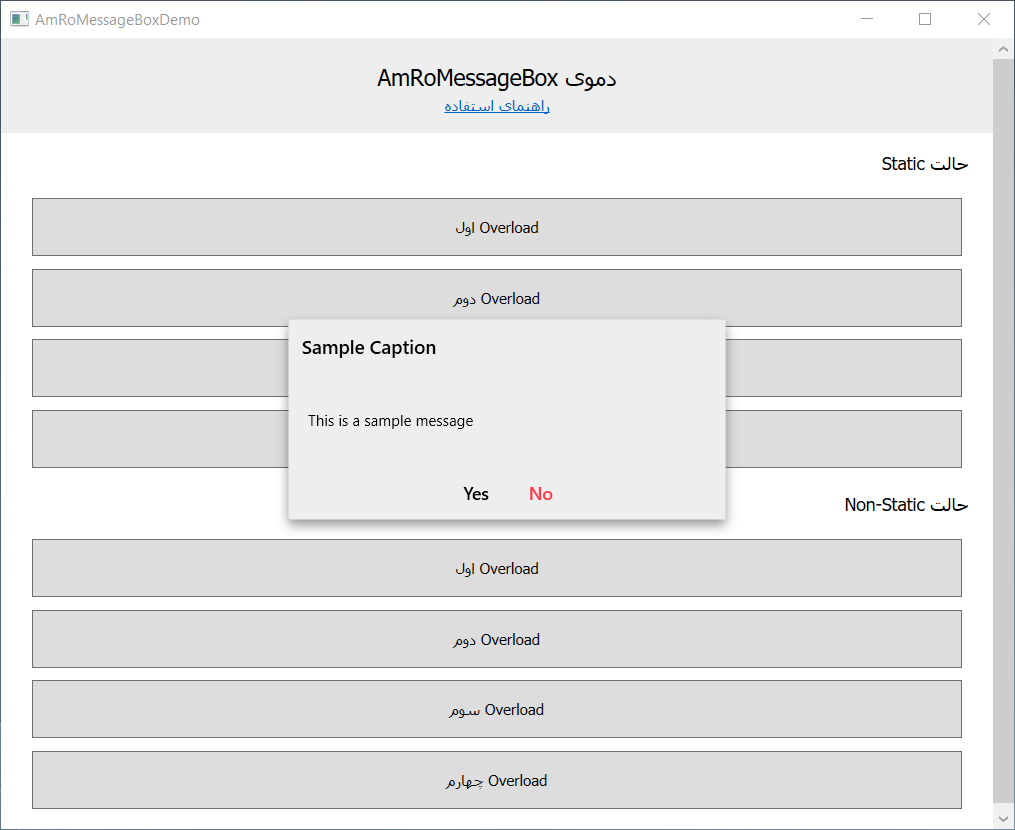 AmRoMessageBoxDemo
دموی AmRoMessageBox
راهنمای استفاده
حالت Static
Overload اول
Overload دوم
Sample Caption
This is a sample message
Yes No
حالت Non-Static
Overload اول
Overload دوم
Overload سوم
Overload چهارم